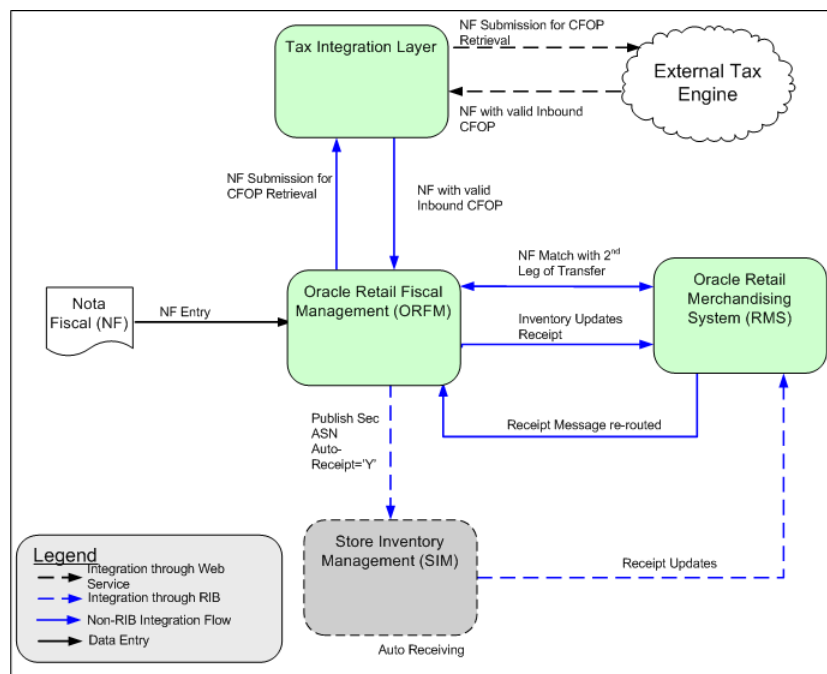 NF Submission for CFOP
Retrieval
Tax Integration Layer
External Tax
Engine
NF with valid Inbound
CFOP
NF Submission for
CFOP Retrieval
NF with valid
Inbound CFOP
NF Match with 2nd
Leg of Transfer
Nota
Fiscal (NF)
NF Entry
Oracle Retail Fiscal
Management (ORFM)
Oracle Retail
Merchandising
System (RMS)
Inventory Updates
Receipt
Publish Sec
ASN
Auto-
Receipt='Y'
Receipt Message re-routed
Store Inventory
Management (SIM)
Receipt Updates
Auto Receiving
Legend
Integration through Web
Service
Integration through RIB
Non-RIB Integration Flow
Data Entry